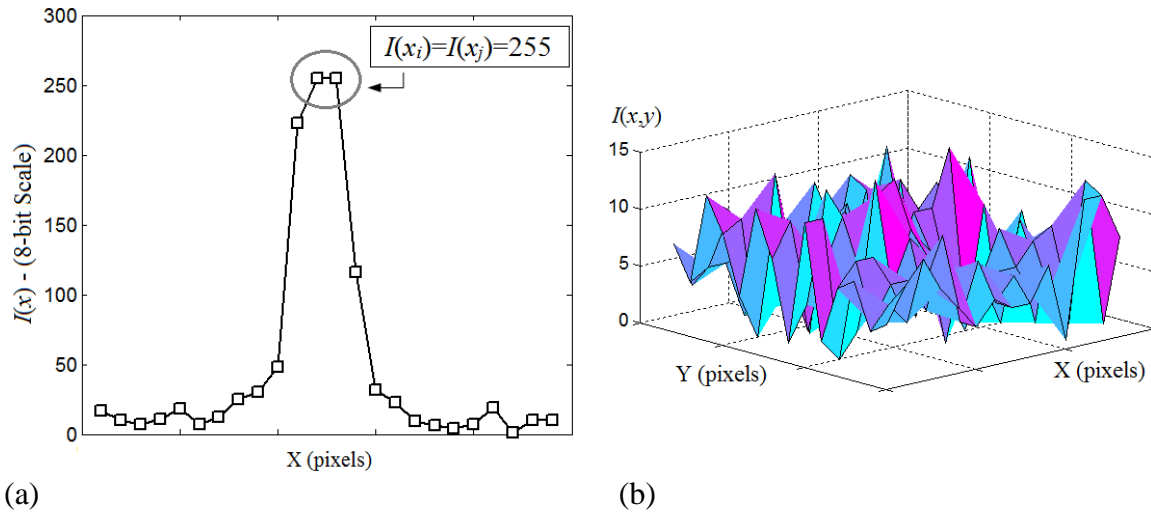 300
250
200
150
100
50
0
I(x) - (8-bit Scale)
X (pixels)
I(xᵢ)=I(xⱼ)=255
(a)
I(x,y)
15
10
5
0
Y (pixels)
X (pixels)
(b)